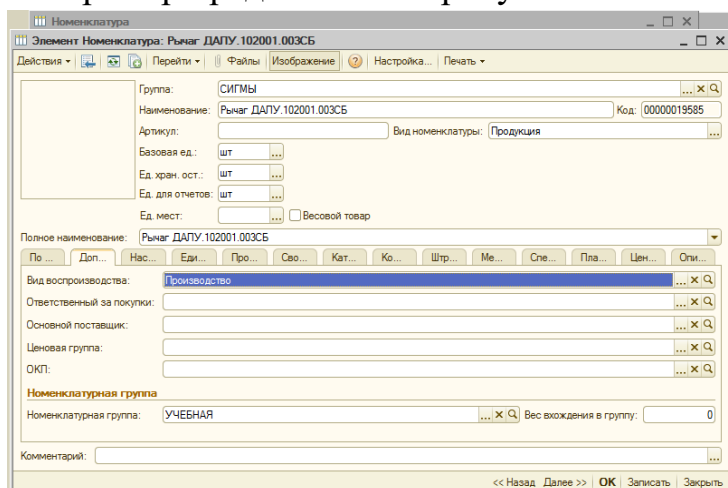 Номенклатура
Элемент Номенклатура: Рычаг ДАПУ.102001.003СБ
Действия Перейти Файлы Изображение Настройка... Печать
Группа: СИГМЫ
Наименование: Рычаг ДАПУ.102001.003СБ Код: 00000019585
Артикул: Вид номенклатуры: Продукция
Базовая ед.: шт
Ед. хран. ост.: шт
Ед. для отчетов: шт
Ед. мест: Весовой товар
Полное наименование: Рычаг ДАПУ.102001.003СБ
По ... Доп... Нас... Еди... Про... Сво... Кат... Ко... Штр... Ме... Спе... Пла... Цен... Опи...
Вид воспроизводства: Производство
Ответственный за покупки:
Основной поставщик:
Ценовая группа:
ОКП:
Номенклатурная группа
Номенклатурная группа: УЧЕБНАЯ Вес вхождения в группу: 0
Комментарий:
<< Назад Далее >> ОК Записать Закрыть